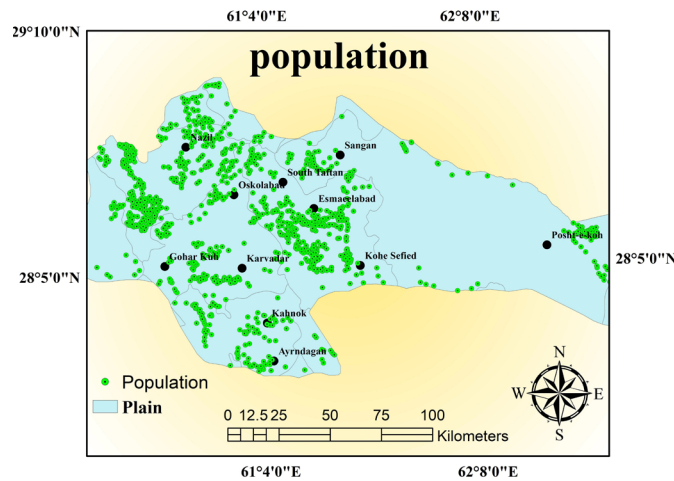 61°4'0"E 62°8'0"E
29°10'0"N
population
Sangan
Nazil
South Taftan
Oskolabad
Esmaeelabad
Posht-e-koh
28°5'0"N
Gohar Kuh Karvadar Kohe Sefied
28°5'0"N
Kahnok
Ayrndagan
N
W E
S
Population
Plain
0 12.5 25 50 75 100
Kilometers
61°4'0"E 62°8'0"E